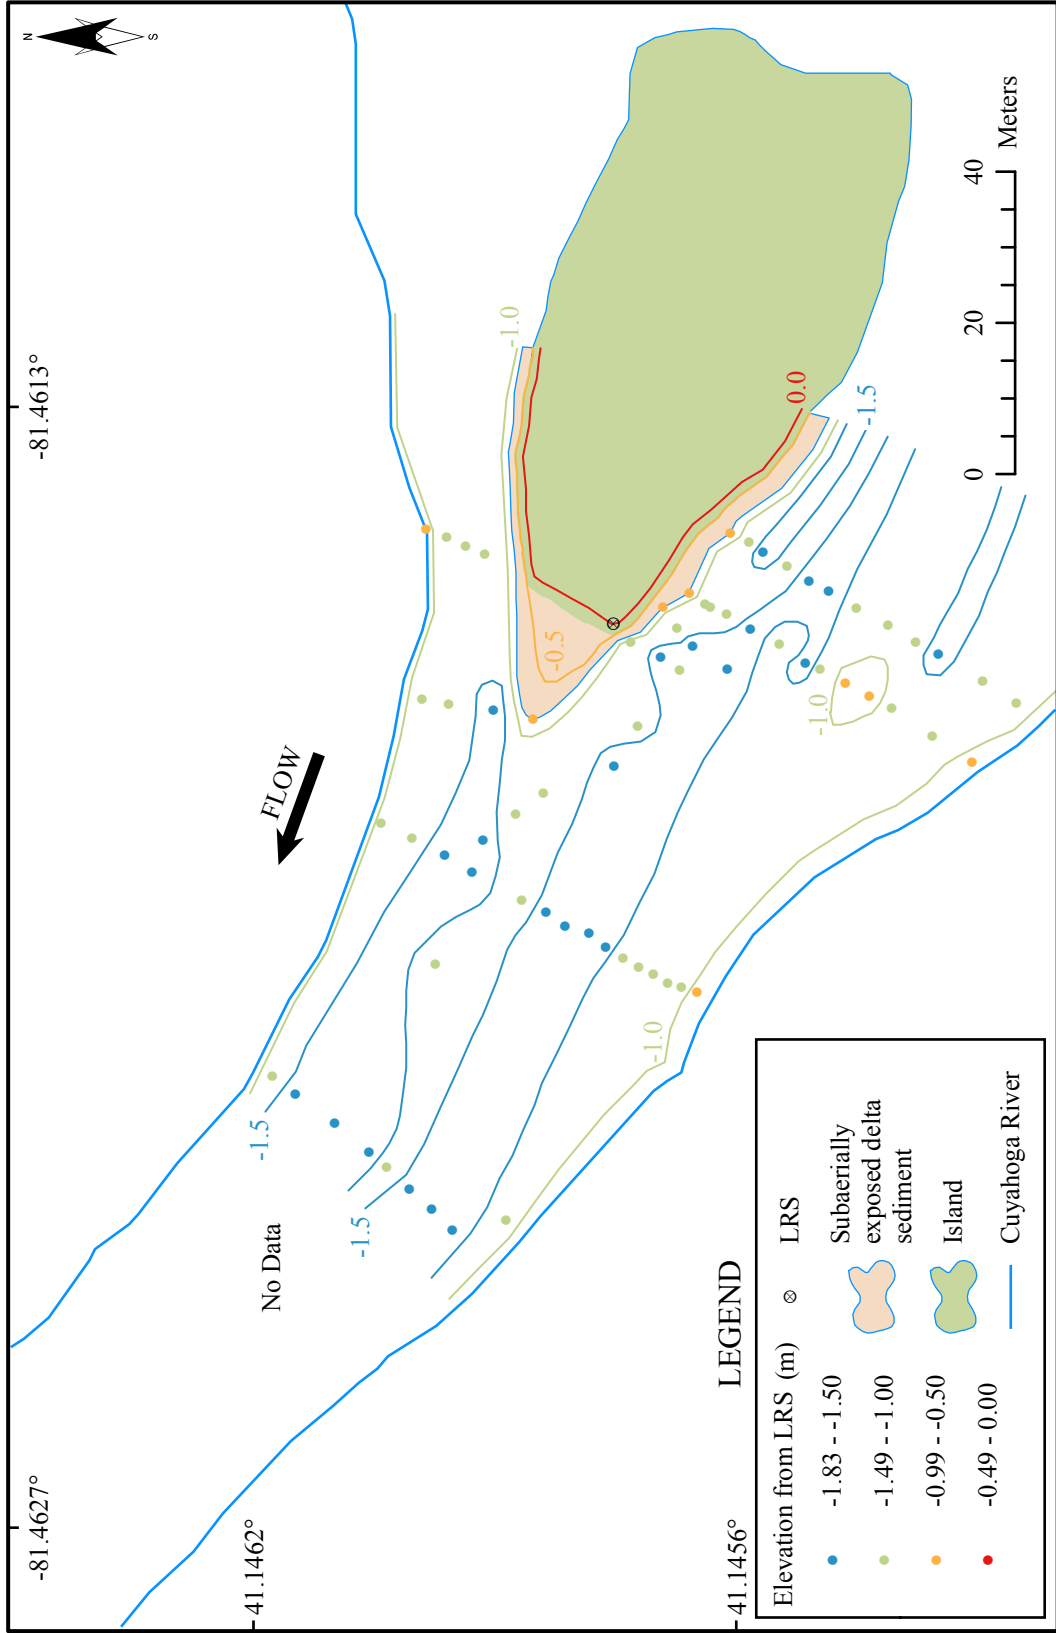 -81.4627°
-81.4613°
N
S
41.1462°
41.1456°
FLOW
No Data
-1.5
-1.5
-1.0
-1.0
-0.5
-1.0
0.0
-1.5
0 20 40
Meters
LEGEND
Elevation from LRS (m)
-1.83 - -1.50
-1.49 - -1.00
-0.99 - -0.50
-0.49 - 0.00
LRS
Subaerially
exposed delta
sediment
Island
Cuyahoga River